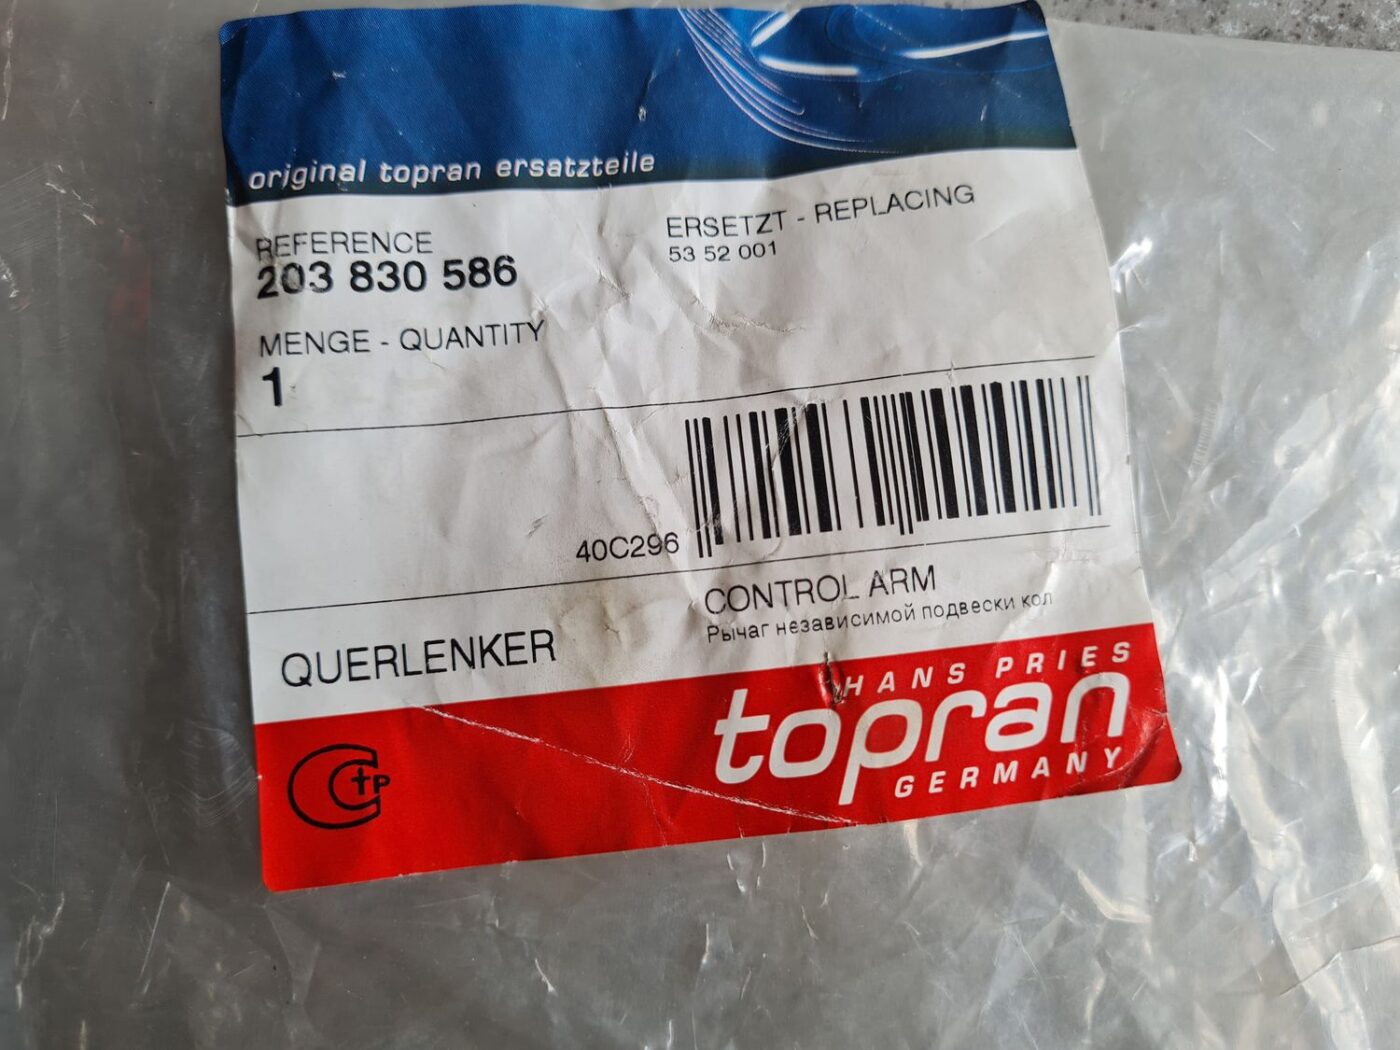 original topran ersatzteile
REFERENCE
203 830 586
ERSETZT - REPLACING
53 52 001
MENGE - QUANTITY
1
40C296
CONTROL ARM
Рычаг независимой подвески кол
QUERLENKER
HANS PRIES
topran
GERMANY
CTP